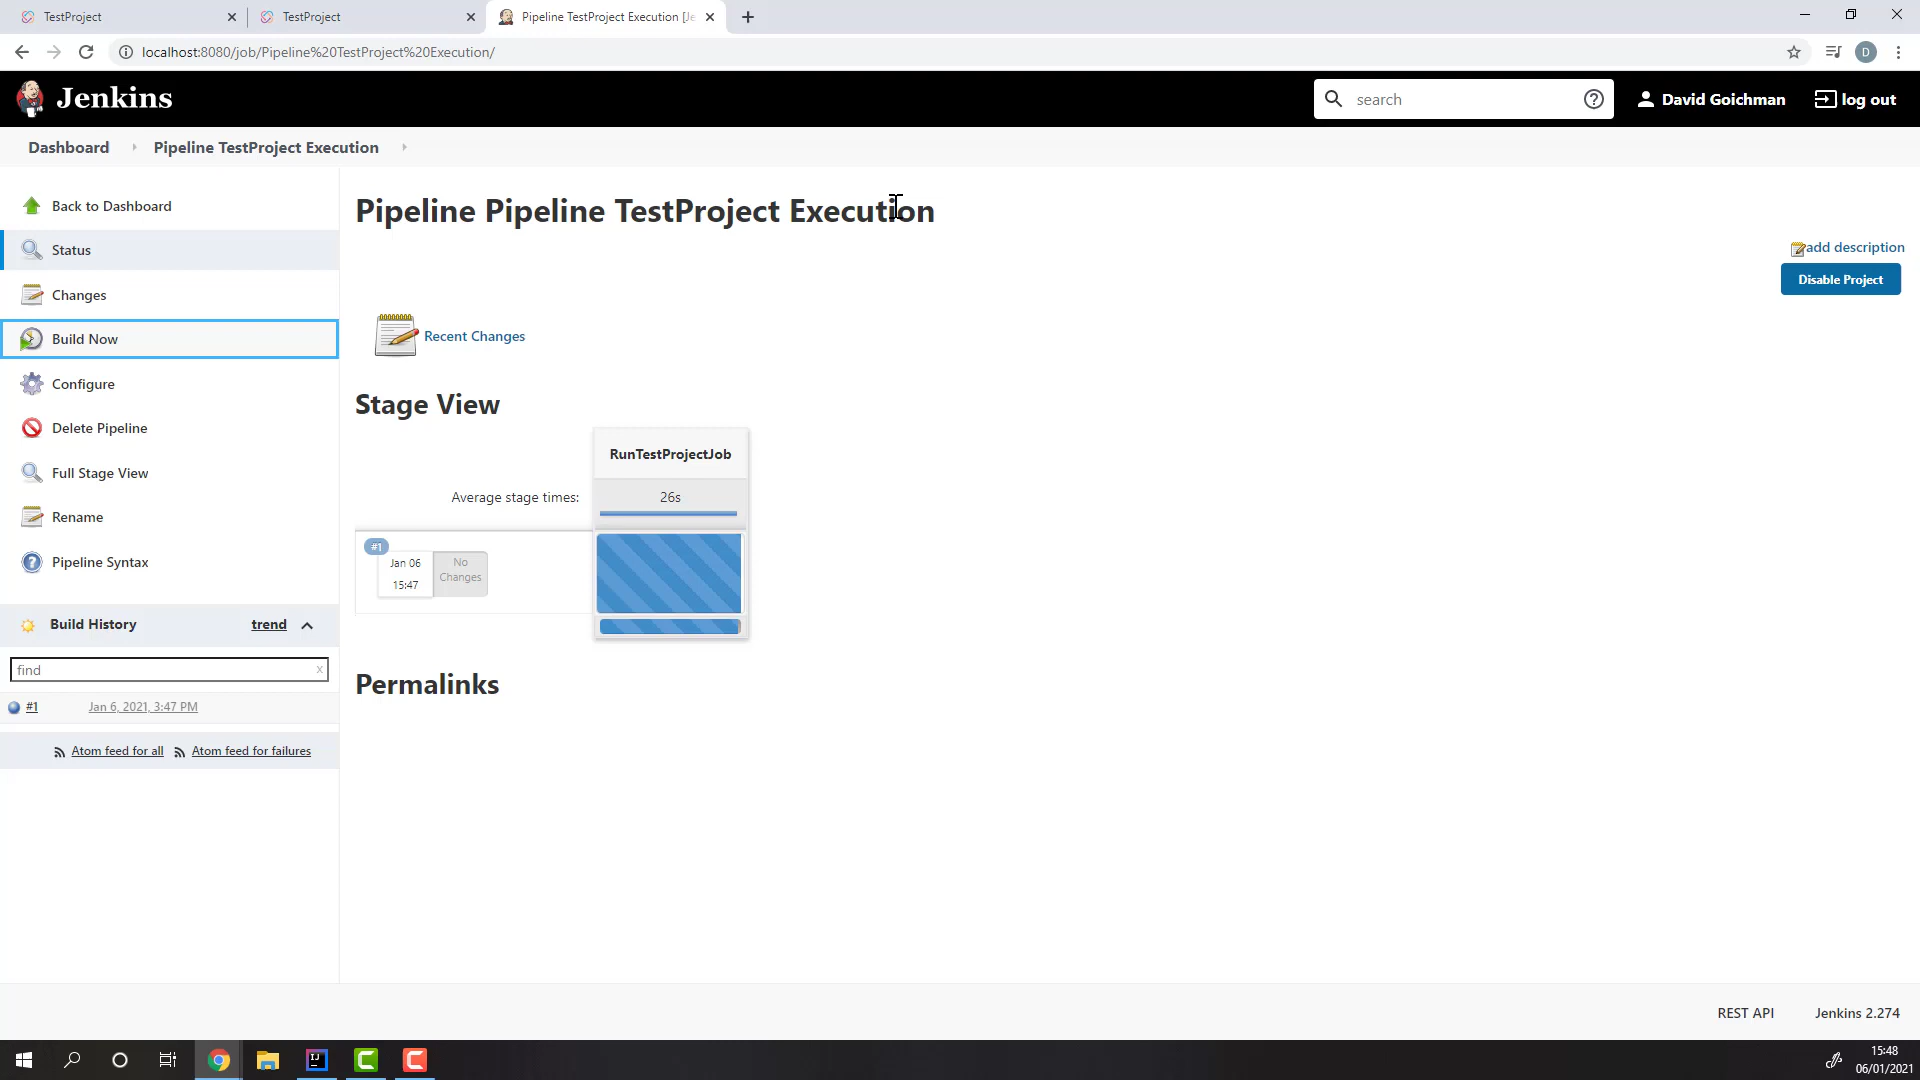 TestProject
TestProject
Pipeline TestProject Execution [Je
localhost:8080/job/Pipeline%20TestProject%20Execution/
D
Jenkins
search
David Goichman
log out
Dashboard
Pipeline TestProject Execution
Back to Dashboard
Status
Changes
Build Now
Configure
Delete Pipeline
Full Stage View
Rename
Pipeline Syntax
Build History
trend
find
x
#1
Jan 6, 2021, 3:47 PM
Atom feed for all
Atom feed for failures
Pipeline Pipeline TestProject Execution
add description
Disable Project
Recent Changes
Stage View
RunTestProjectJob
Average stage times:
26s
#1
Jan 06
15:47
No
Changes
Permalinks
REST API
Jenkins 2.274
IJ
15:48
06/01/2021